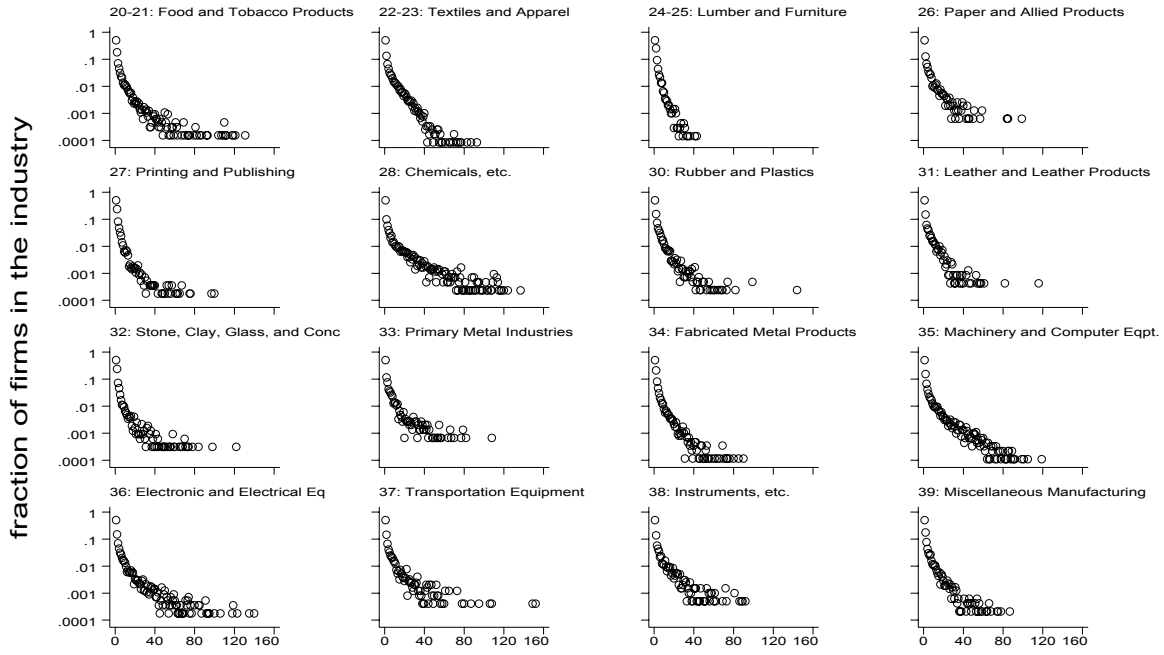 fraction of firms in the industry
20-21: Food and Tobacco Products
22-23: Textiles and Apparel
24-25: Lumber and Furniture
26: Paper and Allied Products
1
.1
.01
.001
.0001
27: Printing and Publishing
28: Chemicals, etc.
30: Rubber and Plastics
31: Leather and Leather Products
1
.1
.01
.001
.0001
32: Stone, Clay, Glass, and Conc
33: Primary Metal Industries
34: Fabricated Metal Products
35: Machinery and Computer Eqpt.
1
.1
.01
.001
.0001
36: Electronic and Electrical Eq
37: Transportation Equipment
38: Instruments, etc.
39: Miscellaneous Manufacturing
1
.1
.01
.001
.0001
0 40 80 120 160
0 40 80 120 160
0 40 80 120 160
0 40 80 120 160